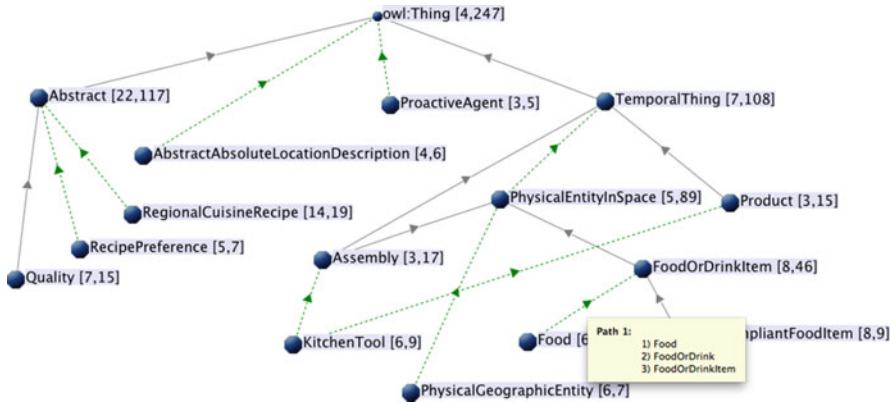 owl:Thing [4,247]
Abstract [22,117]
ProactiveAgent [3,5]
TemporalThing [7,108]
AbstractAbsoluteLocationDescription [4,6]
PhysicalEntityInSpace [5,89]
Product [3,15]
RegionalCuisineRecipe [14,19]
RecipePreference [5,7]
Assembly [3,17]
FoodOrDrinkItem [8,46]
Quality [7,15]
KitchenTool [6,9]
Food [6
mpliantFoodItem [8,9]
Path 1:
1) Food
2) FoodOrDrink
3) FoodOrDrinkItem
PhysicalGeographicEntity [6,7]